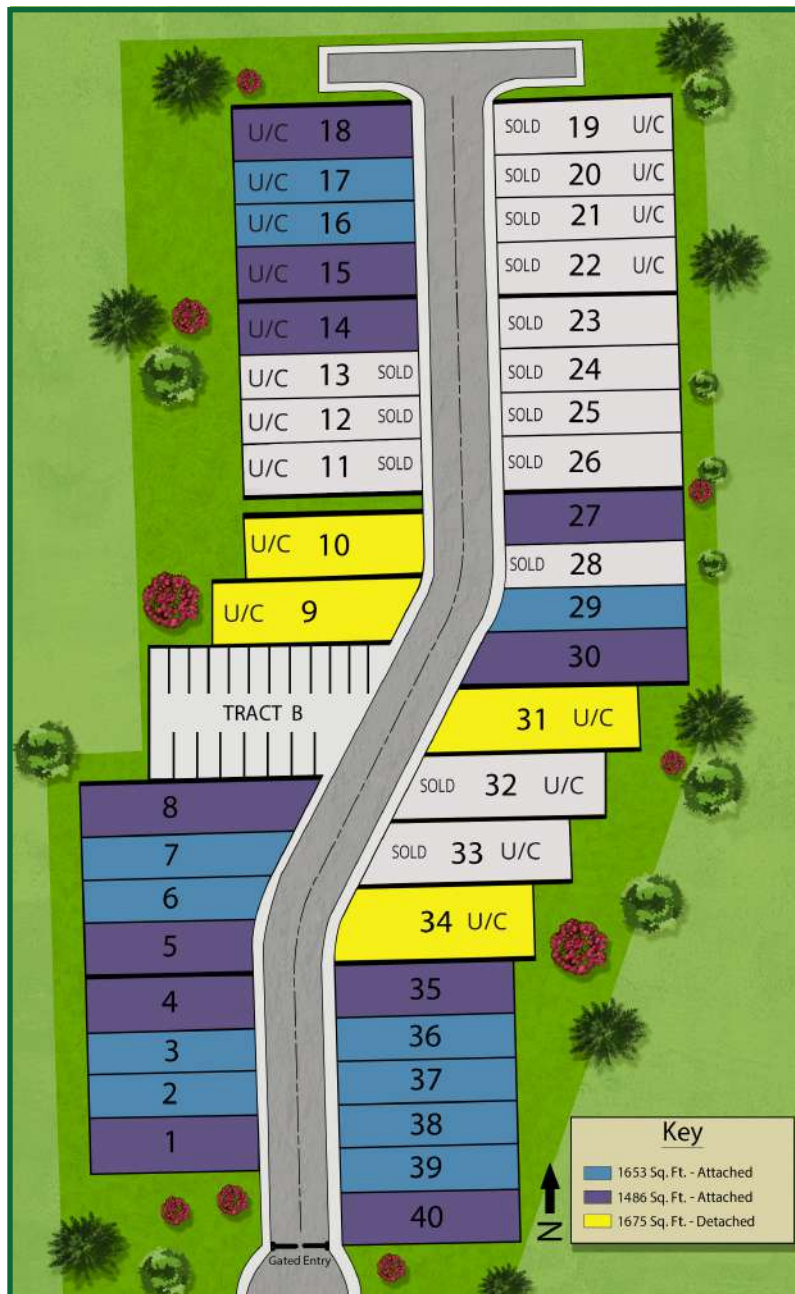 U/C 18
U/C 17
U/C 16
U/C 15
U/C 14
U/C 13 SOLD
U/C 12 SOLD
U/C 11 SOLD
U/C 10
U/C 9
TRACT B
8
7
6
5
4
3
2
1
SOLD 19 U/C
SOLD 20 U/C
SOLD 21 U/C
SOLD 22 U/C
SOLD 23
SOLD 24
SOLD 25
SOLD 26
27
SOLD 28
29
30
31 U/C
SOLD 32 U/C
SOLD 33 U/C
34 U/C
35
36
37
38
39
40
Gated Entry
N
Key
1653 Sq. Ft. - Attached
1486 Sq. Ft. - Attached
1675 Sq. Ft. - Detached